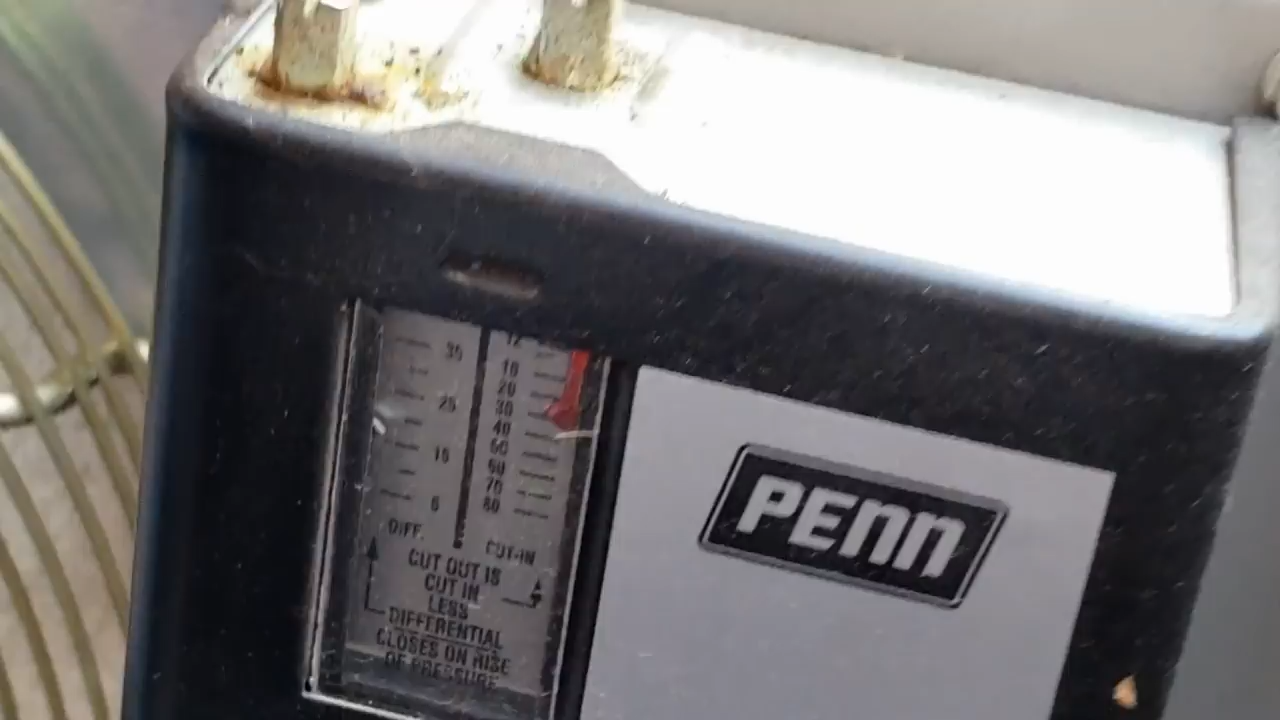 12
35
10
20
25
30
40
15
50
60
70
5
80
DIFF.
CUT-IN
CUT OUT IS
CUT IN
LESS
DIFFERENTIAL
CLOSES ON RISE
OF PRESSURE
PENN